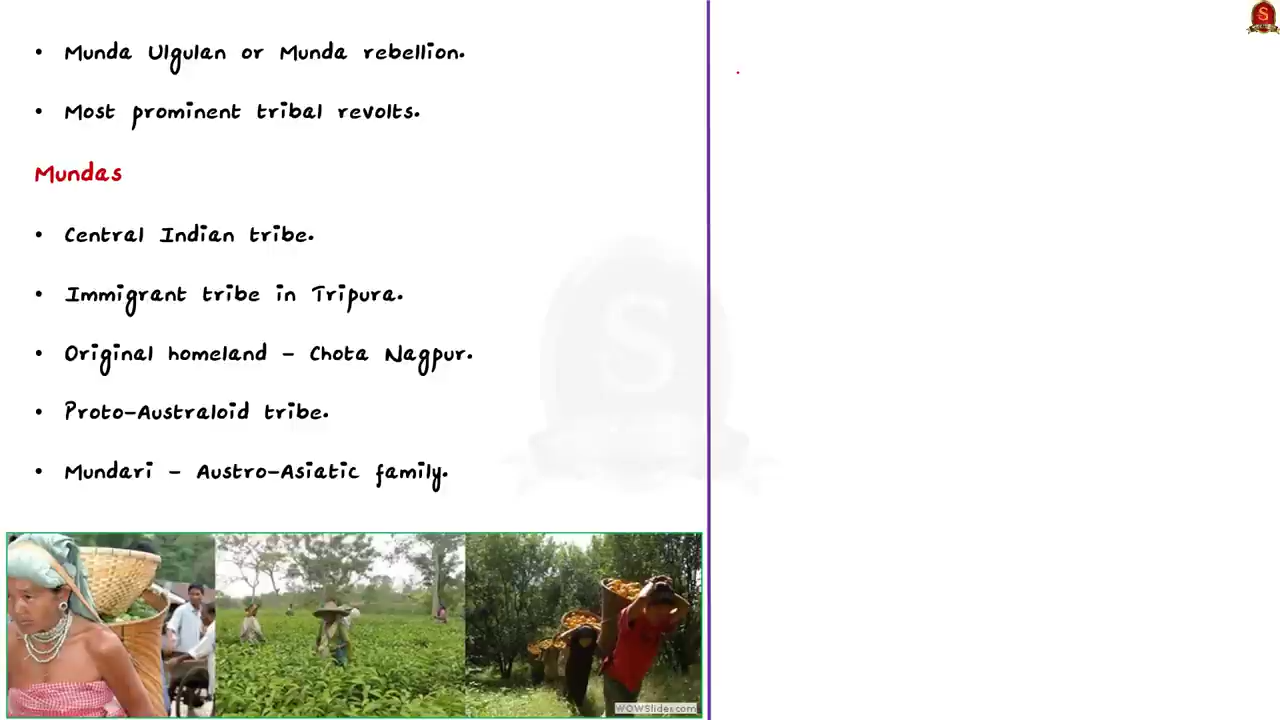 • Munda Ulgulan or Munda rebellion.
• Most prominent tribal revolts.
Mundas
• Central Indian tribe.
• Immigrant tribe in Tripura.
• Original homeland - Chota Nagpur.
• Proto-Australoid tribe.
• Mundari - Austro-Asiatic family.
S
S
WOWSlider.com